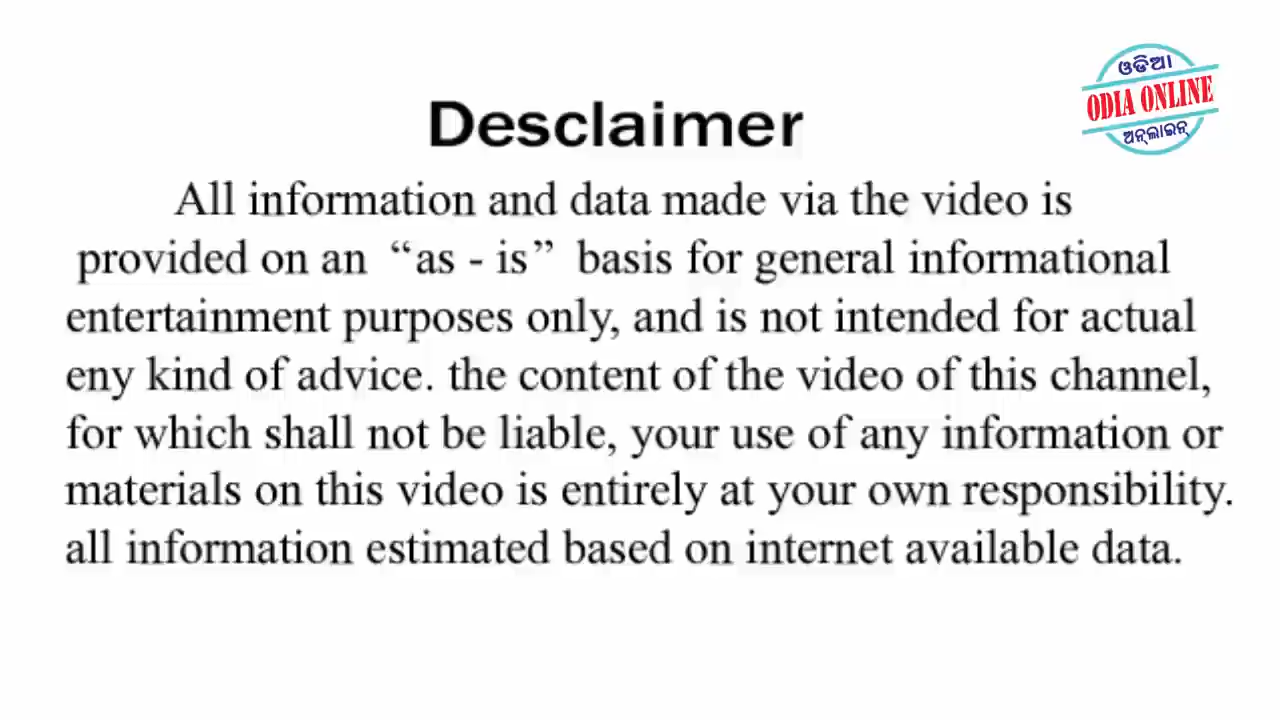 ଓଡିଆ
ODIA ONLINE
ଅନ୍‌ଲାଇନ୍
Desclaimer
All information and data made via the video is
provided on an “as - is” basis for general informational
entertainment purposes only, and is not intended for actual
eny kind of advice. the content of the video of this channel,
for which shall not be liable, your use of any information or
materials on this video is entirely at your own responsibility.
all information estimated based on internet available data.